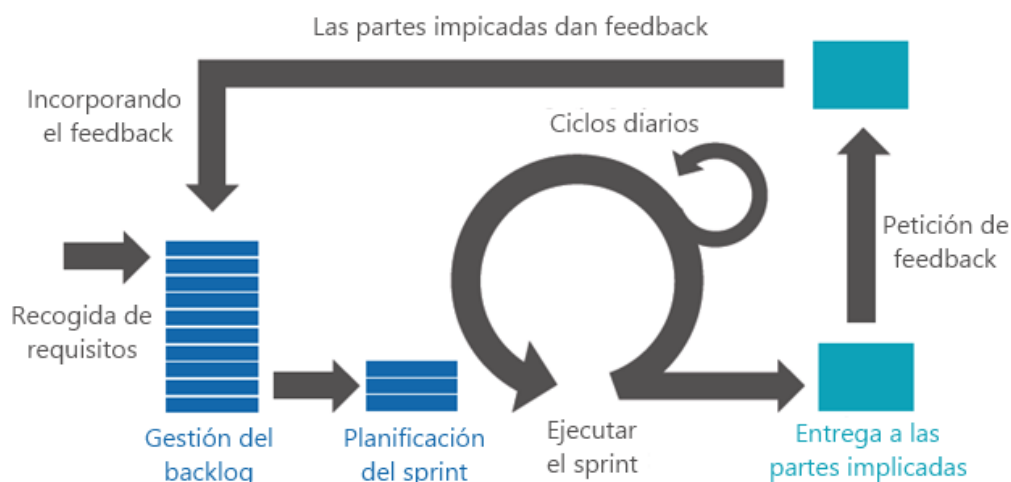 Las partes impicadas dan feedback
Incorporando
el feedback
Ciclos diarios
Petición de
feedback
Recogida de
requisitos
Gestión del
backlog
Planificación
del sprint
Ejecutar
el sprint
Entrega a las
partes implicadas